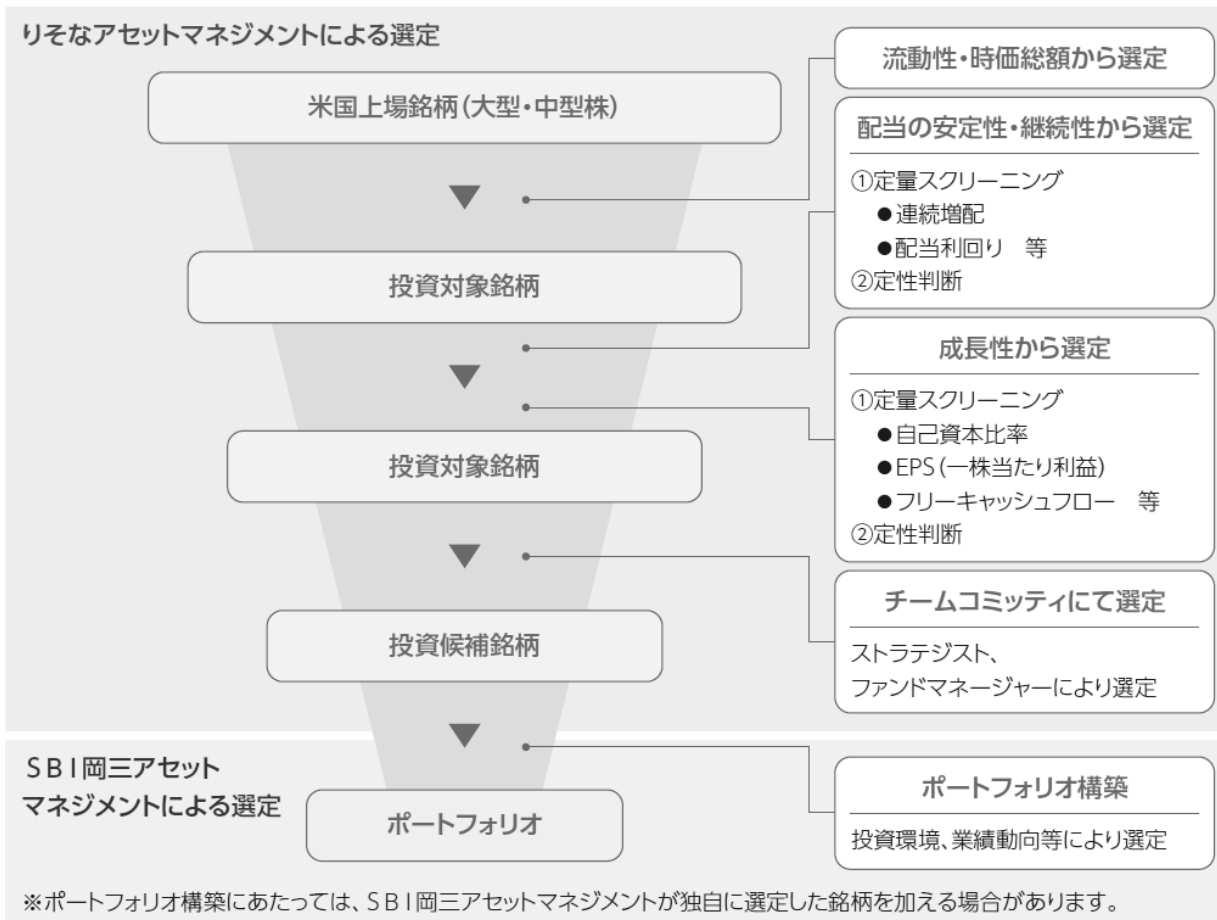 りそなアセットマネジメントによる選定
米国上場銘柄(大型・中型株)
投資対象銘柄
投資対象銘柄
投資候補銘柄
流動性・時価総額から選定
配当の安定性・継続性から選定
①定量スクリーニング
●連続増配
●配当利回り　等
②定性判断
成長性から選定
①定量スクリーニング
●自己資本比率
●EPS(一株当たり利益)
●フリーキャッシュフロー　等
②定性判断
チームコミッティにて選定
ストラテジスト、
ファンドマネージャーにより選定
ＳＢＩ岡三アセット
マネジメントによる選定
ポートフォリオ
ポートフォリオ構築
投資環境、業績動向等により選定
※ポートフォリオ構築にあたっては、ＳＢＩ岡三アセットマネジメントが独自に選定した銘柄を加える場合があります。